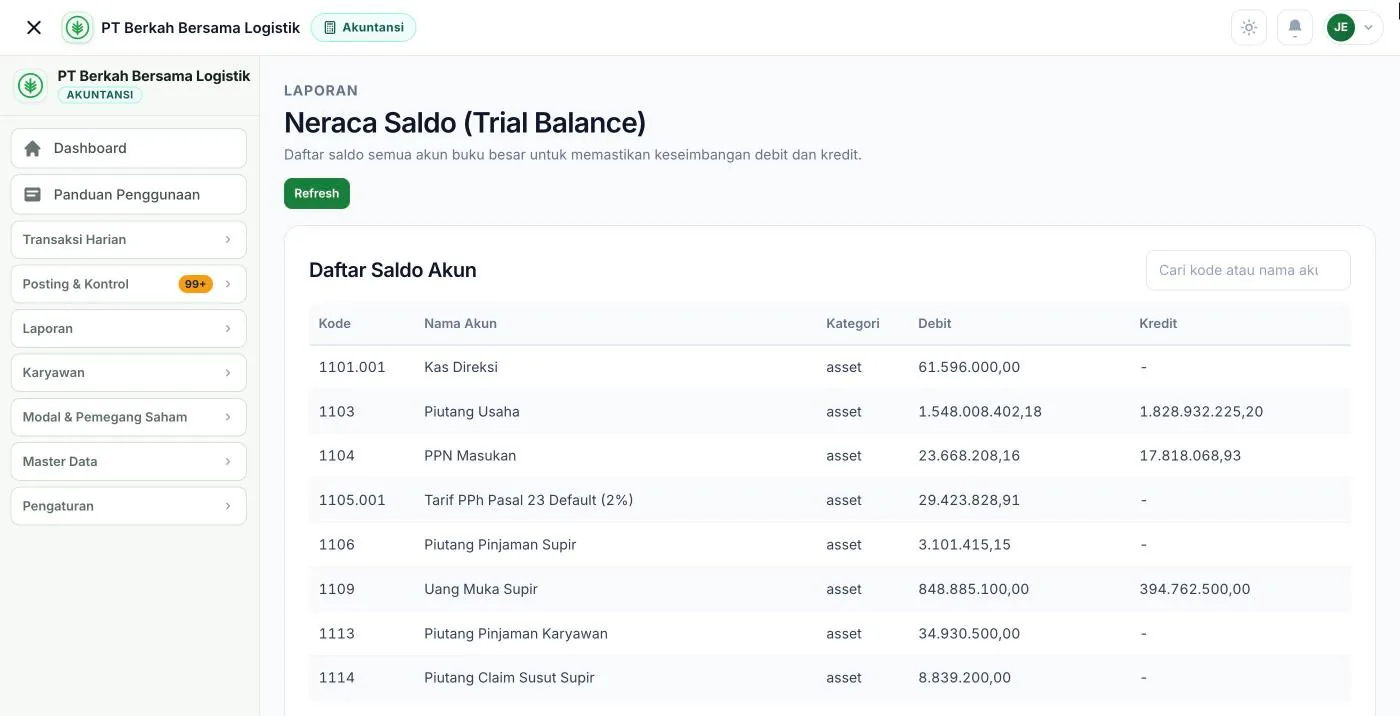 PT Berkah Bersama Logistik Akuntansi JE
PT Berkah Bersama Logistik
AKUNTANSI
Dashboard
Panduan Penggunaan
Transaksi Harian
Posting & Kontrol 99+
Laporan
Karyawan
Modal & Pemegang Saham
Master Data
Pengaturan
LAPORAN
Neraca Saldo (Trial Balance)
Daftar saldo semua akun buku besar untuk memastikan keseimbangan debit dan kredit.
Refresh
Daftar Saldo Akun
Cari kode atau nama aku
Kode Nama Akun Kategori Debit Kredit
1101.001 Kas Direksi asset 61.596.000,00 -
1103 Piutang Usaha asset 1.548.008.402,18 1.828.932.225,20
1104 PPN Masukan asset 23.668.208,16 17.818.068,93
1105.001 Tarif PPh Pasal 23 Default (2%) asset 29.423.828,91 -
1106 Piutang Pinjaman Supir asset 3.101.415,15 -
1109 Uang Muka Supir asset 848.885.100,00 394.762.500,00
1113 Piutang Pinjaman Karyawan asset 34.930.500,00 -
1114 Piutang Claim Susut Supir asset 8.839.200,00 -